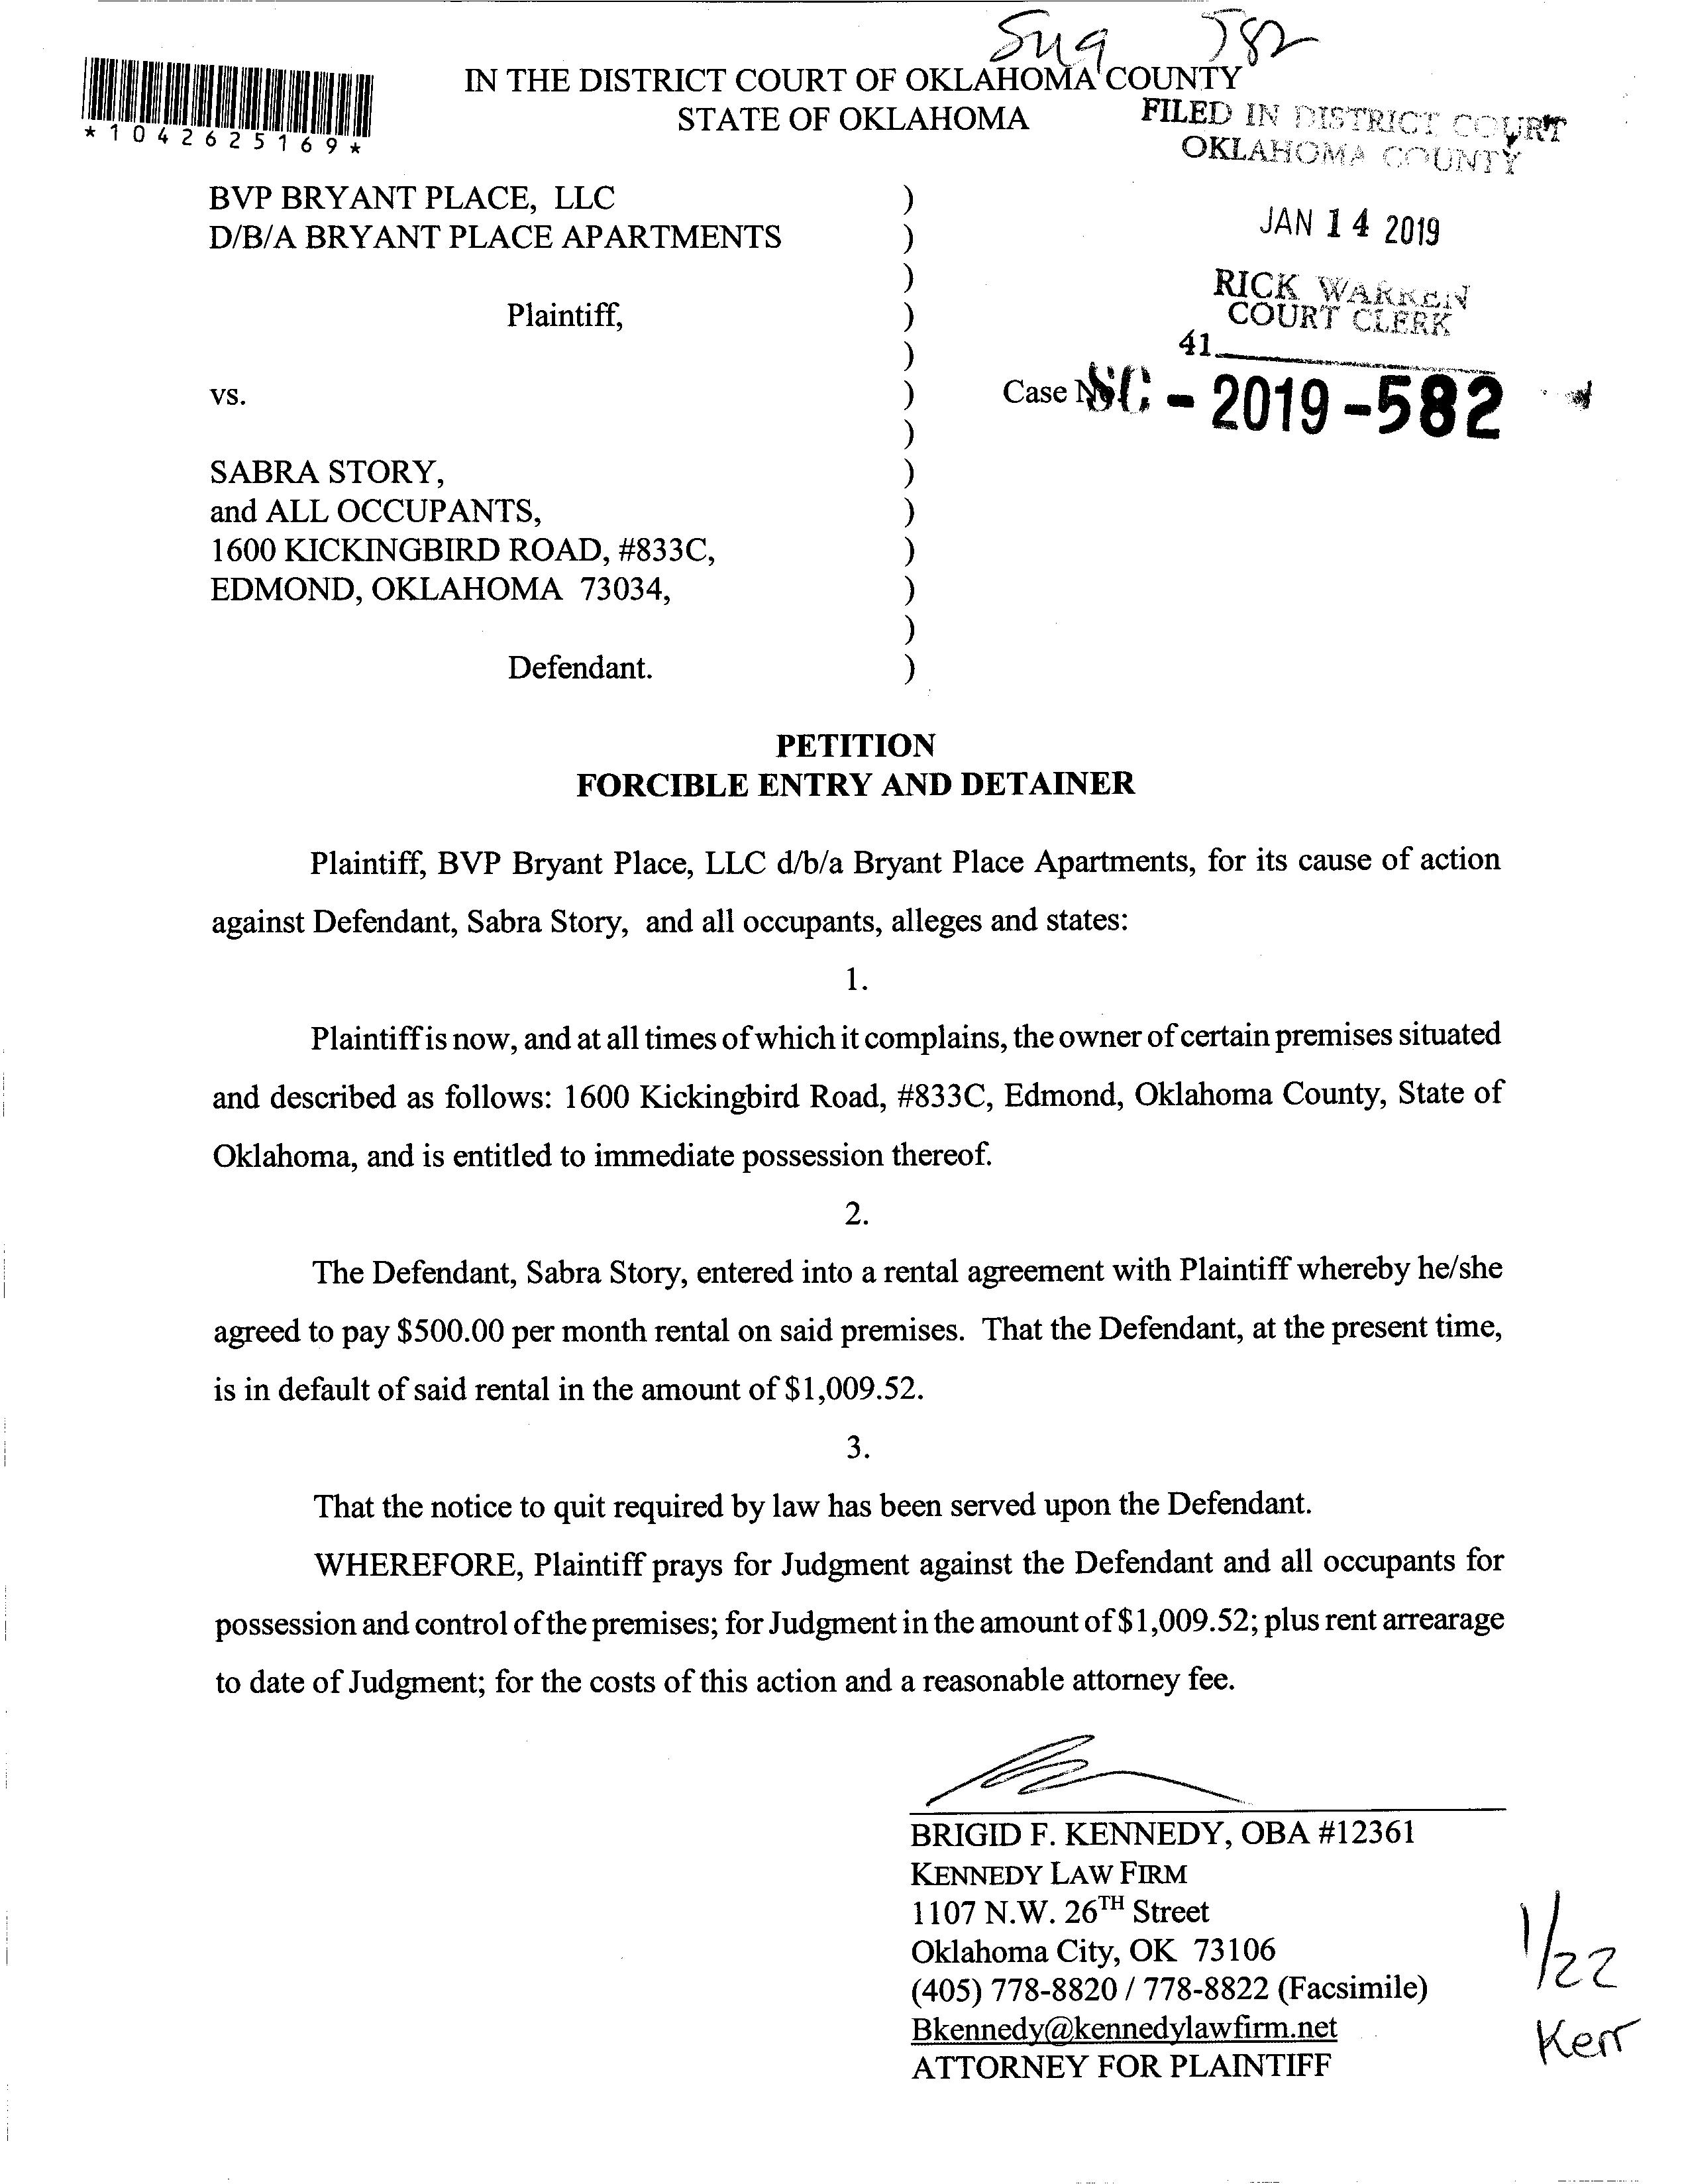 582
IN THE DISTRICT COURT OF OKLAHOMA COUNTY
STATE OF OKLAHOMA
*1042625169*
FILED IN DISTRICT COURT
OKLAHOMA COUNTY
JAN 14 2019
RICK WARREN
COURT CLERK
41
BVP BRYANT PLACE, LLC )
D/B/A BRYANT PLACE APARTMENTS )
)
Plaintiff, )
)
vs. ) Case No. SC - 2019 - 582
)
SABRA STORY, )
and ALL OCCUPANTS, )
1600 KICKINGBIRD ROAD, #833C, )
EDMOND, OKLAHOMA 73034, )
)
Defendant. )
PETITION
FORCIBLE ENTRY AND DETAINER
Plaintiff, BVP Bryant Place, LLC d/b/a Bryant Place Apartments, for its cause of action
against Defendant, Sabra Story, and all occupants, alleges and states:
1.
Plaintiff is now, and at all times of which it complains, the owner of certain premises situated
and described as follows: 1600 Kickingbird Road, #833C, Edmond, Oklahoma County, State of
Oklahoma, and is entitled to immediate possession thereof.
2.
The Defendant, Sabra Story, entered into a rental agreement with Plaintiff whereby he/she
agreed to pay $500.00 per month rental on said premises. That the Defendant, at the present time,
is in default of said rental in the amount of $1,009.52.
3.
That the notice to quit required by law has been served upon the Defendant.
WHEREFORE, Plaintiff prays for Judgment against the Defendant and all occupants for
possession and control of the premises; for Judgment in the amount of $1,009.52; plus rent arrearage
to date of Judgment; for the costs of this action and a reasonable attorney fee.
BRIGID F. KENNEDY, OBA #12361
KENNEDY LAW FIRM
1107 N.W. 26TH Street
Oklahoma City, OK 73106
(405) 778-8820 / 778-8822 (Facsimile)
Bkennedy@kennedylawfirm.net
ATTORNEY FOR PLAINTIFF
1/22
Kerr